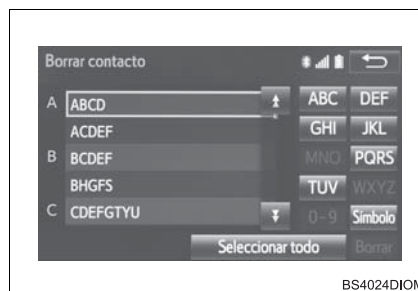 Borrar contacto
A ABCD ABC DEF
ACDEF GHI JKL
B BCDEF MNO PQRS
BHGFS TUV WXYZ
C CDEFGTYU 0-9 Símbolo
Seleccionar todo Borrar
BS4024DIOM